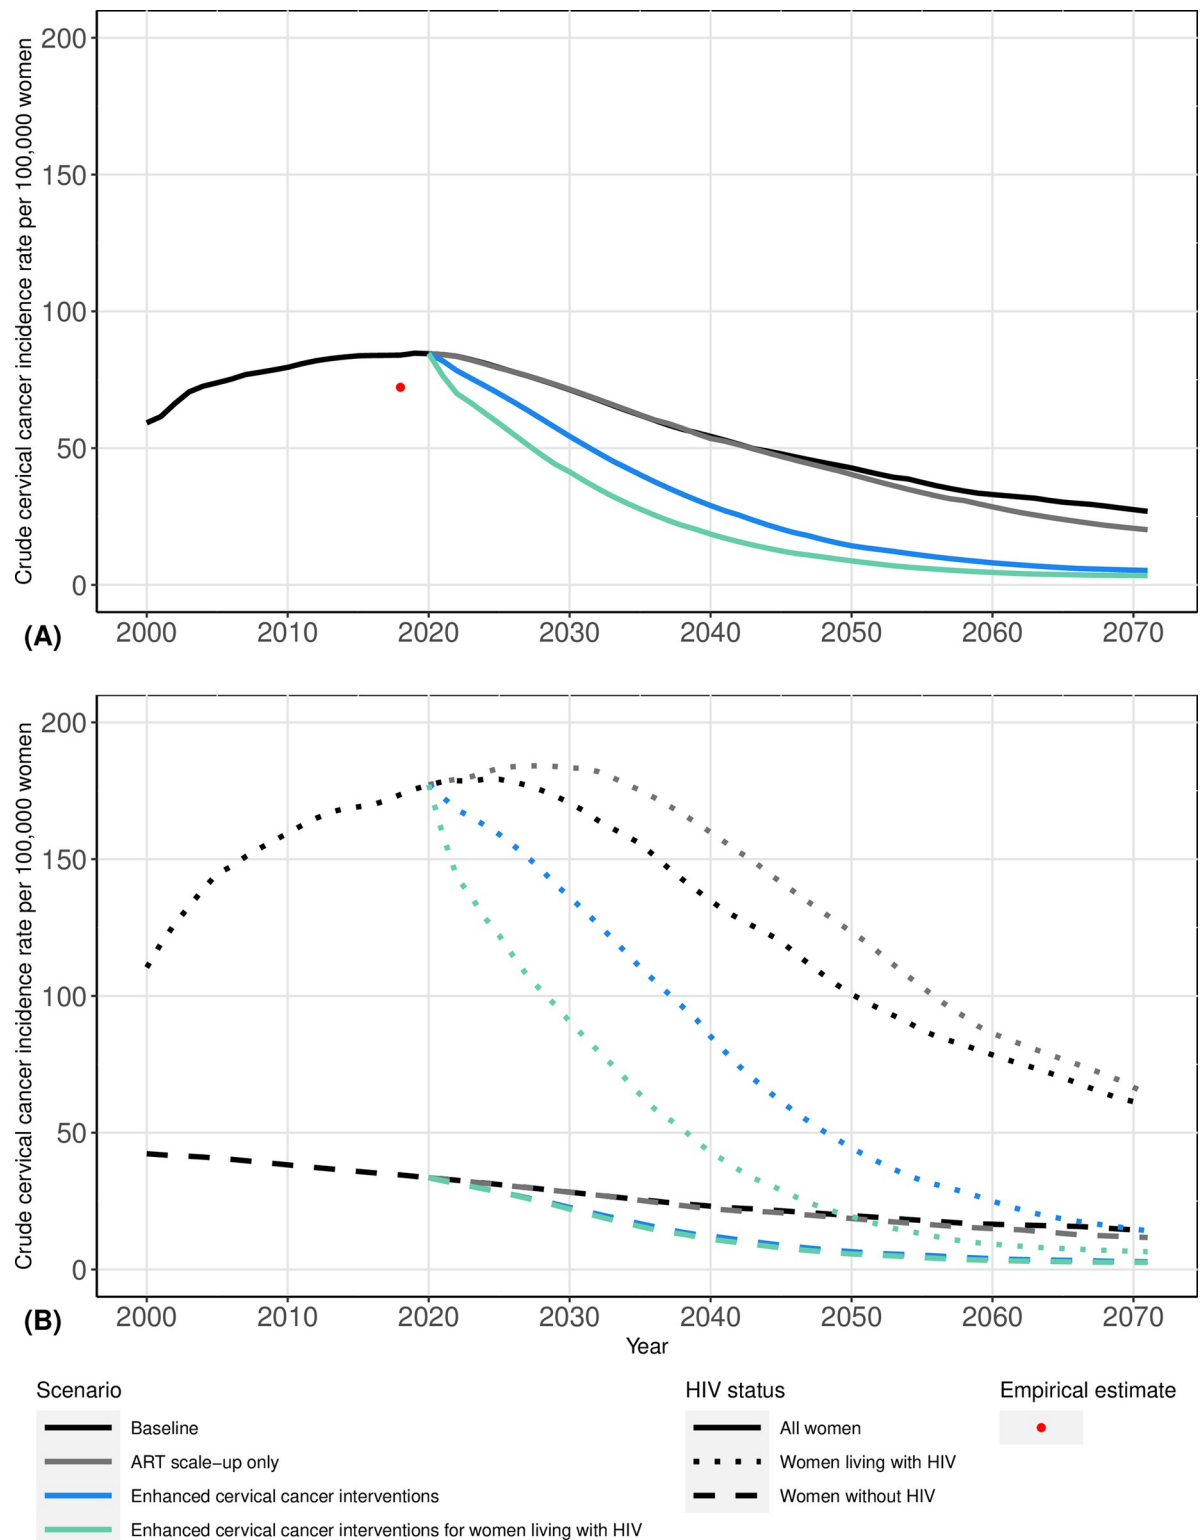 Crude cervical cancer incidence rate per 100,000 women
200
150
100
50
0
2000 2010 2020 2030 2040 2050 2060 2070
(A)
Crude cervical cancer incidence rate per 100,000 women
200
150
100
50
0
2000 2010 2020 2030 2040 2050 2060 2070
(B)
Year
Scenario
Baseline
ART scale−up only
Enhanced cervical cancer interventions
Enhanced cervical cancer interventions for women living with HIV
HIV status
All women
Women living with HIV
Women without HIV
Empirical estimate